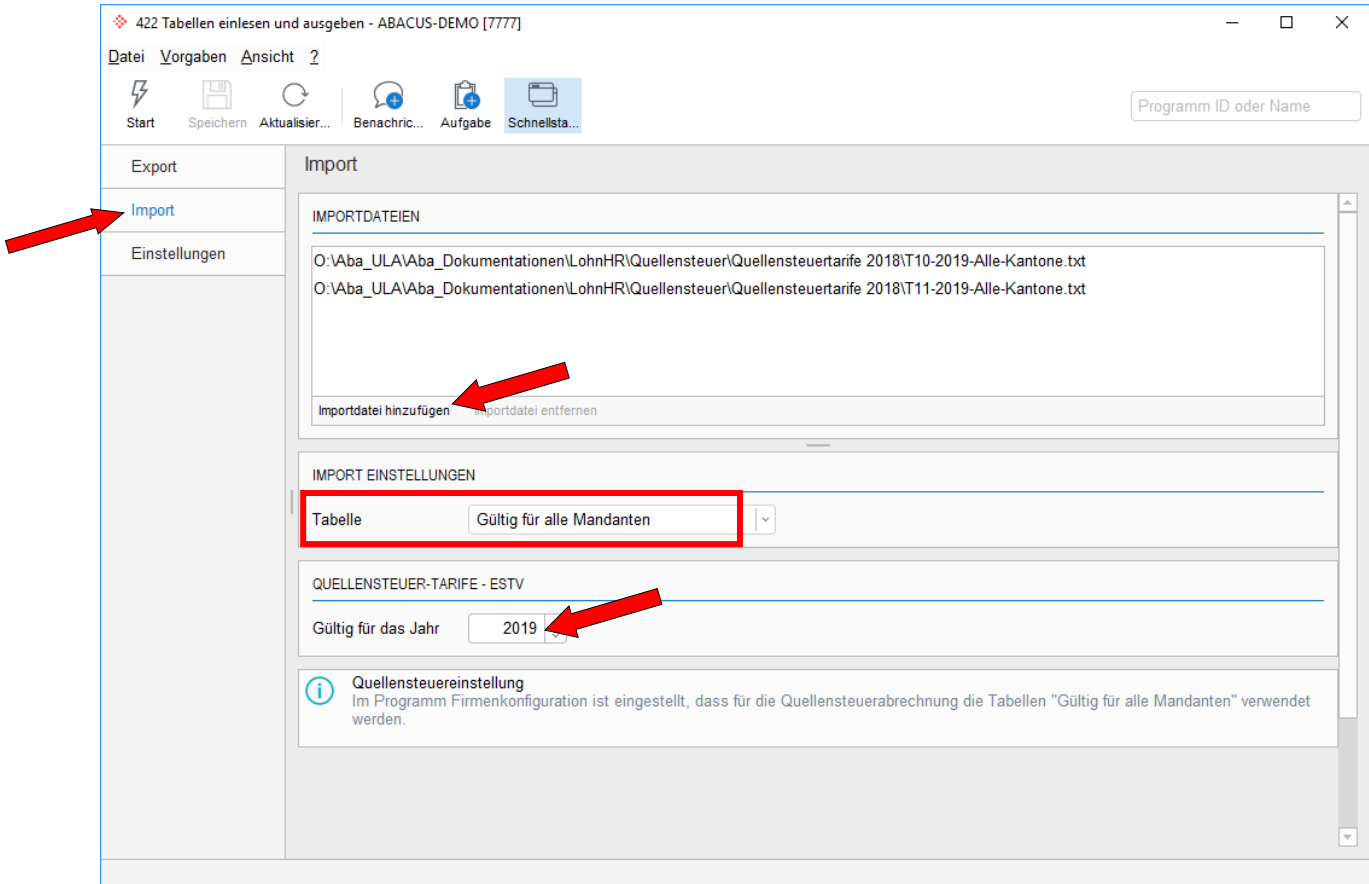 422 Tabellen einlesen und ausgeben - ABACUS-DEMO [7777]
Datei Vorgaben Ansicht ?
Start Speichern Aktualisier... Benachric... Aufgabe Schnellsta...
Programm ID oder Name
Export
Import
Einstellungen
Import
IMPORTDATEIEN
O:\Aba_ULA\Aba_Dokumentationen\LohnHR\Quellensteuer\Quellensteuertarife 2018\T10-2019-Alle-Kantone.txt
O:\Aba_ULA\Aba_Dokumentationen\LohnHR\Quellensteuer\Quellensteuertarife 2018\T11-2019-Alle-Kantone.txt
Importdatei hinzufügen Importdatei entfernen
IMPORT EINSTELLUNGEN
Tabelle Gültig für alle Mandanten
QUELLENSTEUER-TARIFE - ESTV
Gültig für das Jahr 2019
Quellensteuereinstellung
Im Programm Firmenkonfiguration ist eingestellt, dass für die Quellensteuerabrechnung die Tabellen "Gültig für alle Mandanten" verwendet
werden.